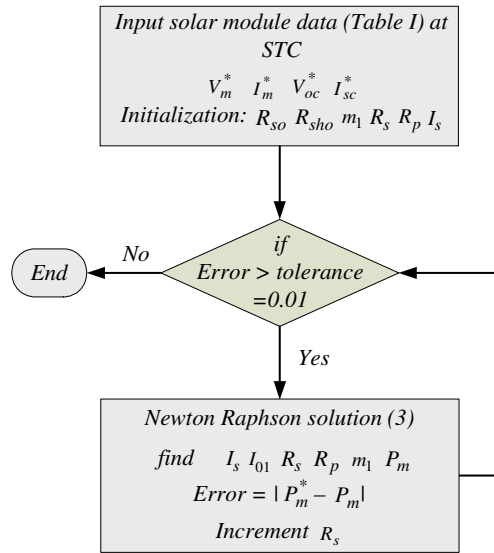 Input solar module data (Table I) at
STC
V*m I*m V*oc I*sc
Initialization: Rso Rsho m1 Rs Rp Is
if
Error > tolerance
=0.01
No
End
Yes
Newton Raphson solution (3)
find Is I01 Rs Rp m1 Pm
Error = | P*m – Pm|
Increment Rs